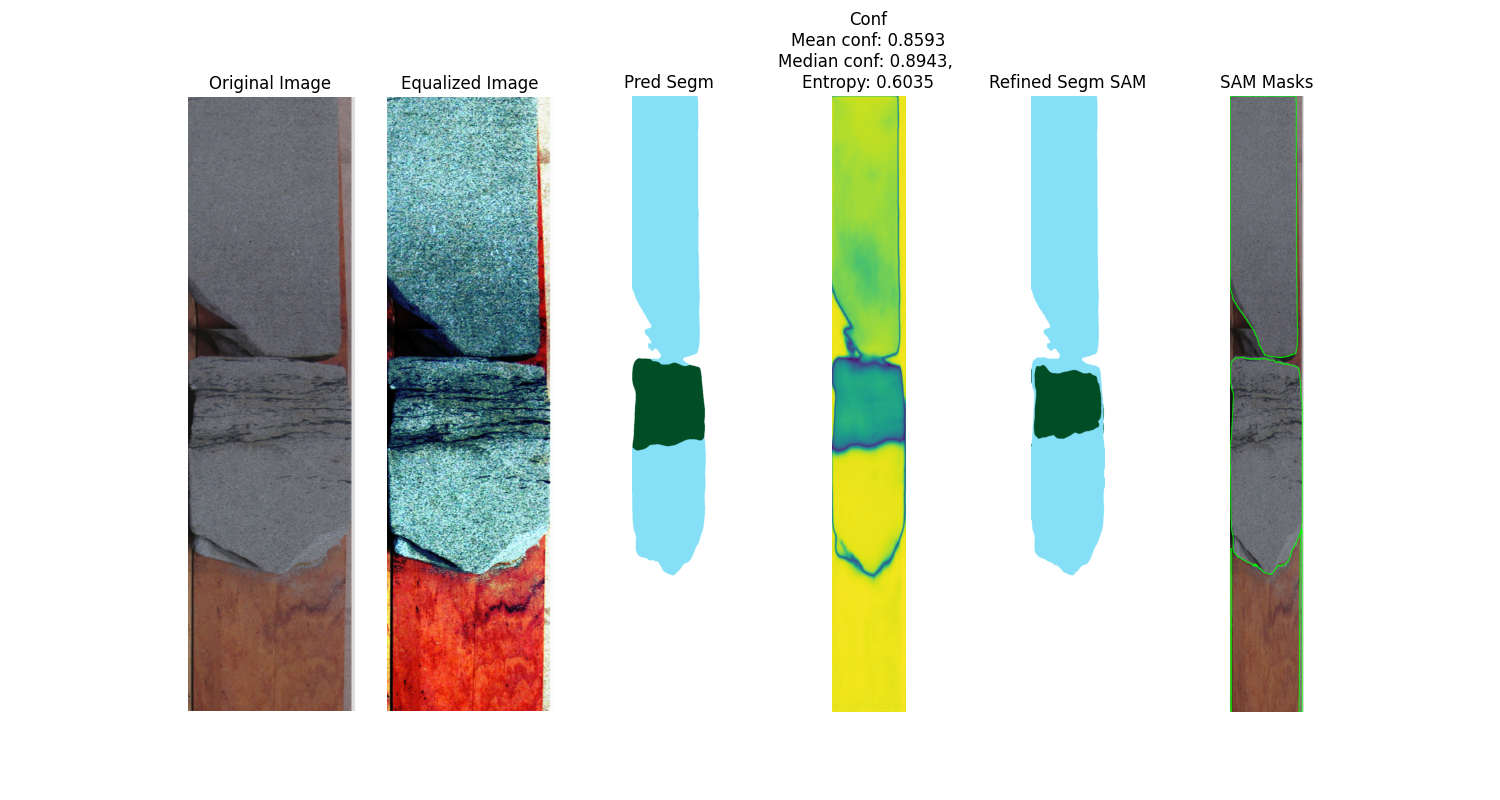 Original Image
Equalized Image
Pred Segm
Conf
Mean conf: 0.8593
Median conf: 0.8943,
Entropy: 0.6035
Refined Segm SAM
SAM Masks